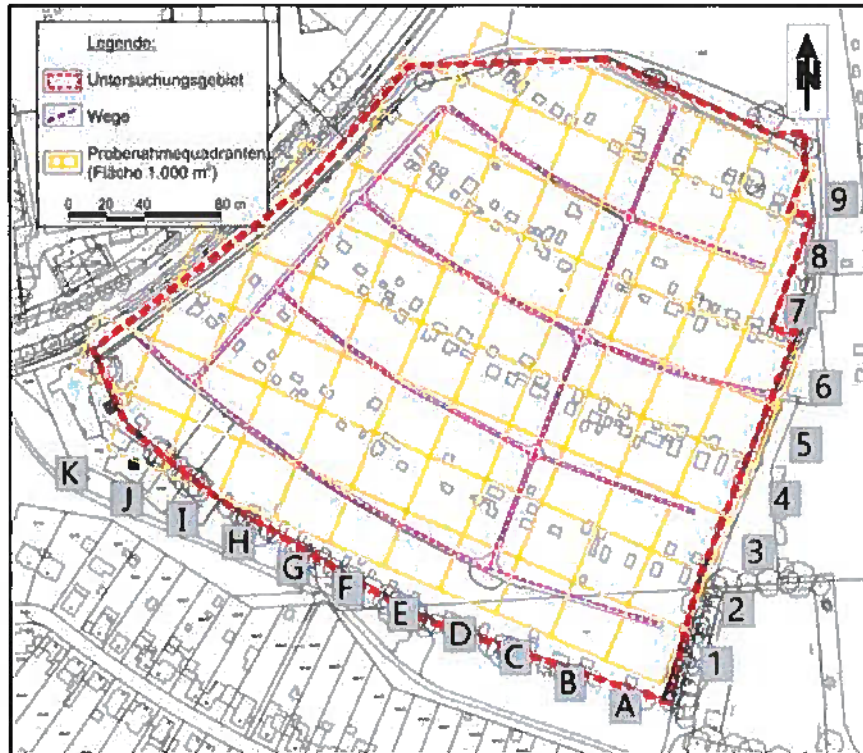 Legende:
Untersuchungsgebiet
Wege
Probenahmequadranten
(Fläche 1.000 m²)
0 20 40 80 m
N
9
8
7
6
5
4
3
2
1
K
J
I
H
G
F
E
D
C
B
A